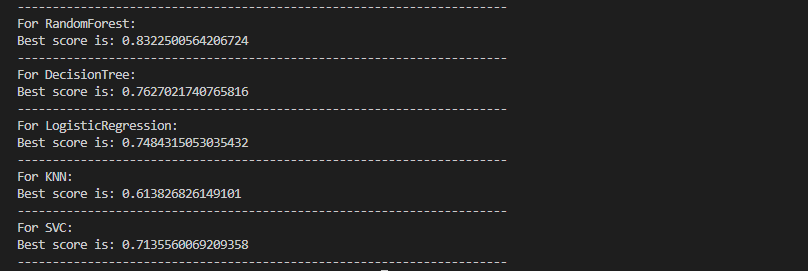 ----------------------------------------------------------------------
For RandomForest:
Best score is: 0.8322500564206724
----------------------------------------------------------------------
For DecisionTree:
Best score is: 0.7627021740765816
----------------------------------------------------------------------
For LogisticRegression:
Best score is: 0.7484315053035432
----------------------------------------------------------------------
For KNN:
Best score is: 0.613826826149101
----------------------------------------------------------------------
For SVC:
Best score is: 0.7135560069209358
----------------------------------------------------------------------